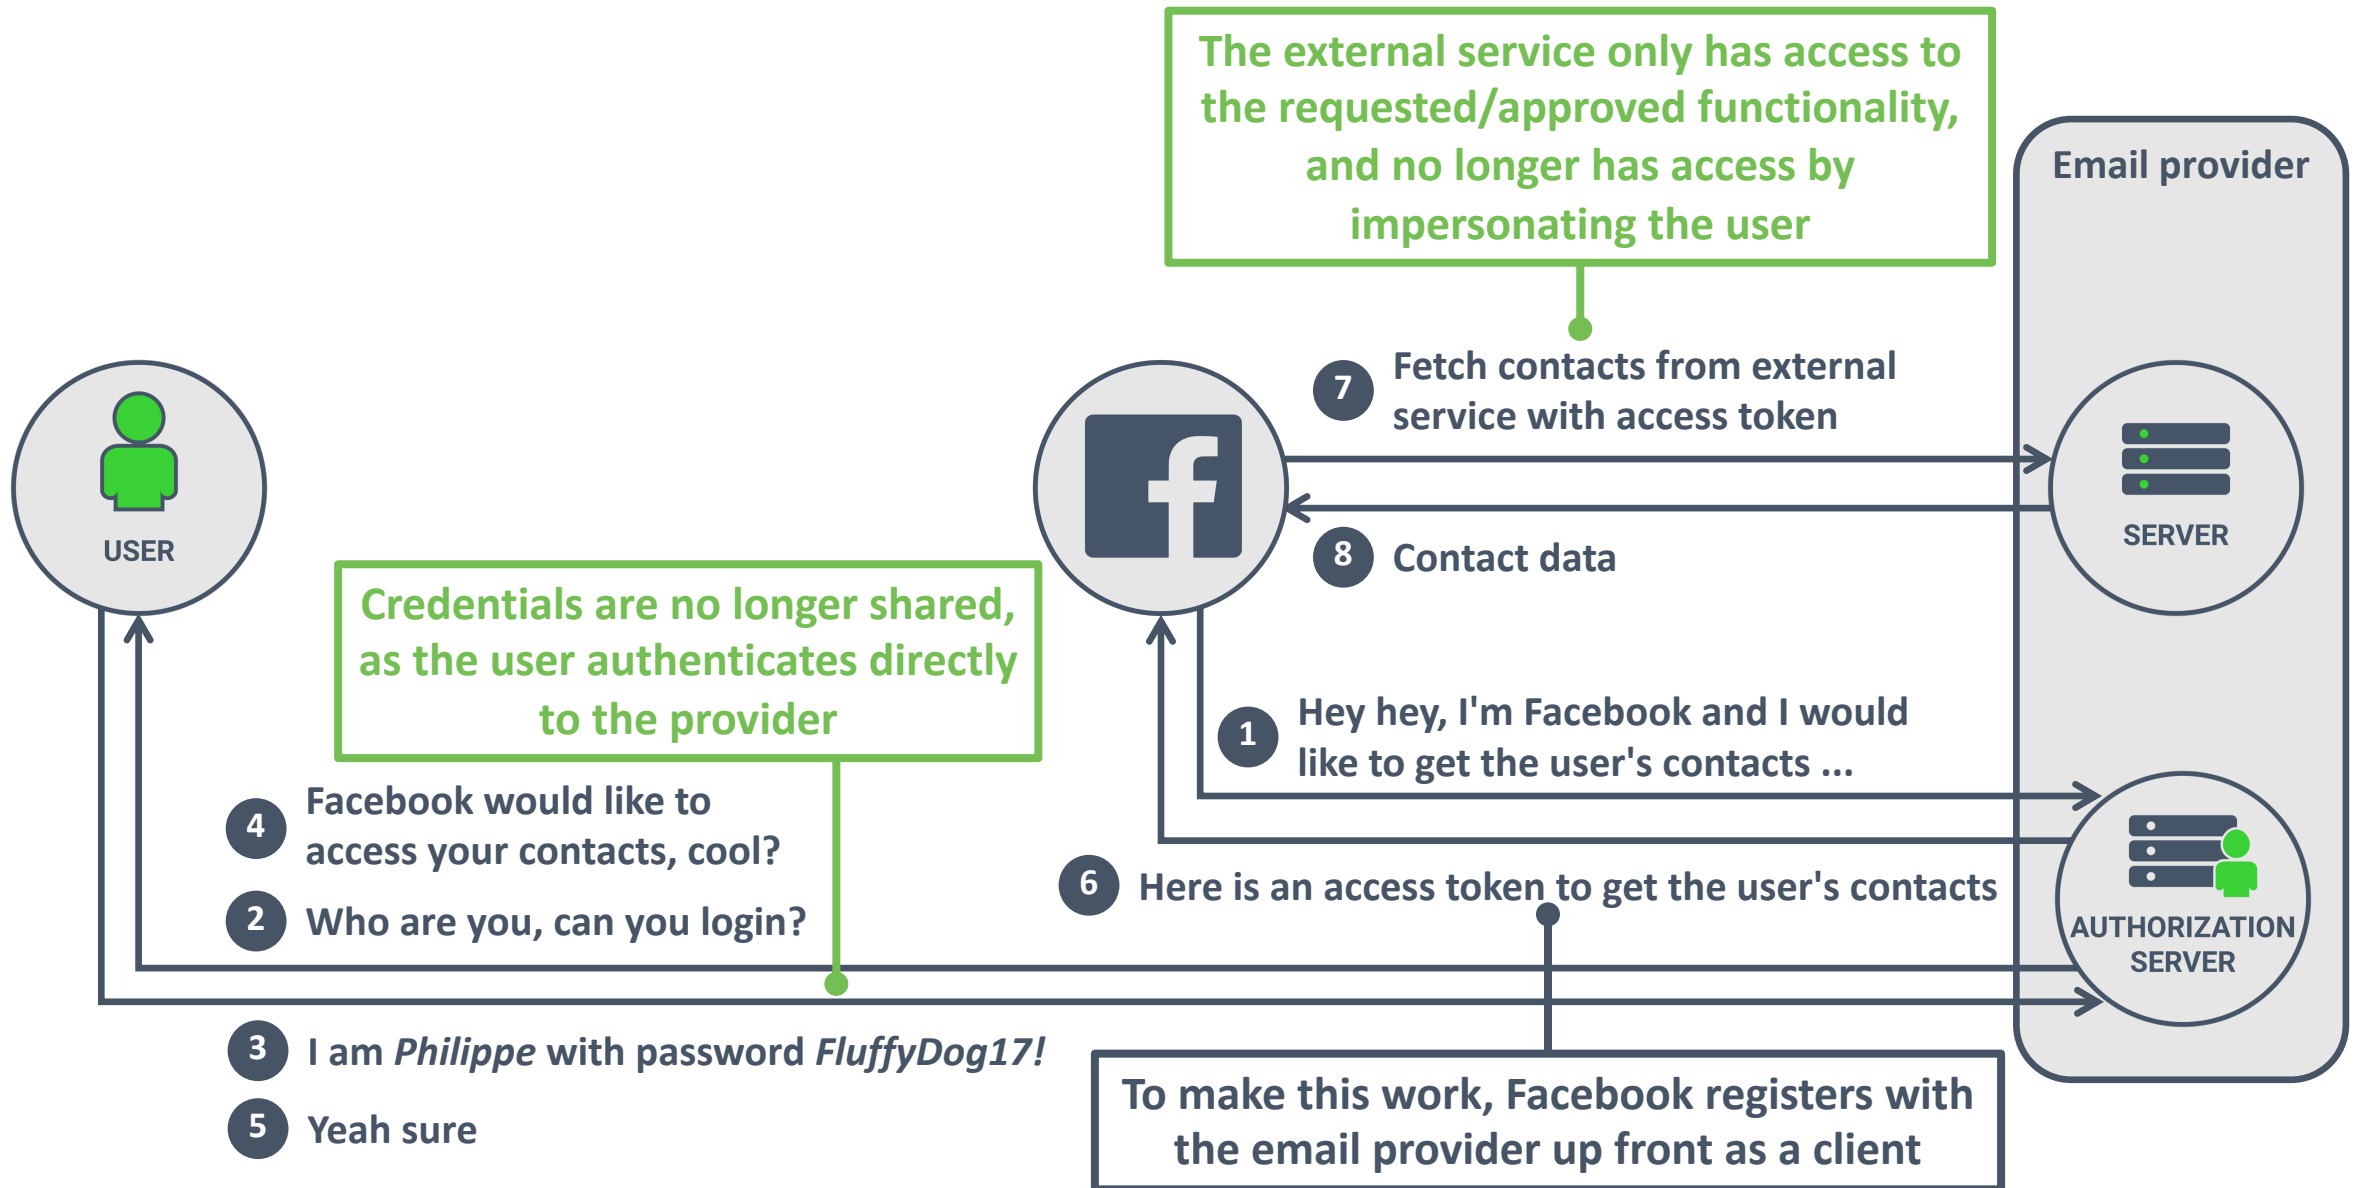 The external service only has access to
the requested/approved functionality,
and no longer has access by
impersonating the user
Email provider
7
Fetch contacts from external
service with access token
f
USER
SERVER
8
Contact data
Credentials are no longer shared,
as the user authenticates directly
to the provider
1
Hey hey, I'm Facebook and I would
like to get the user's contacts ...
4
Facebook would like to
access your contacts, cool?
6
Here is an access token to get the user's contacts
2
Who are you, can you login?
AUTHORIZATION
SERVER
3
I am Philippe with password FluffyDog17!
5
Yeah sure
To make this work, Facebook registers with
the email provider up front as a client